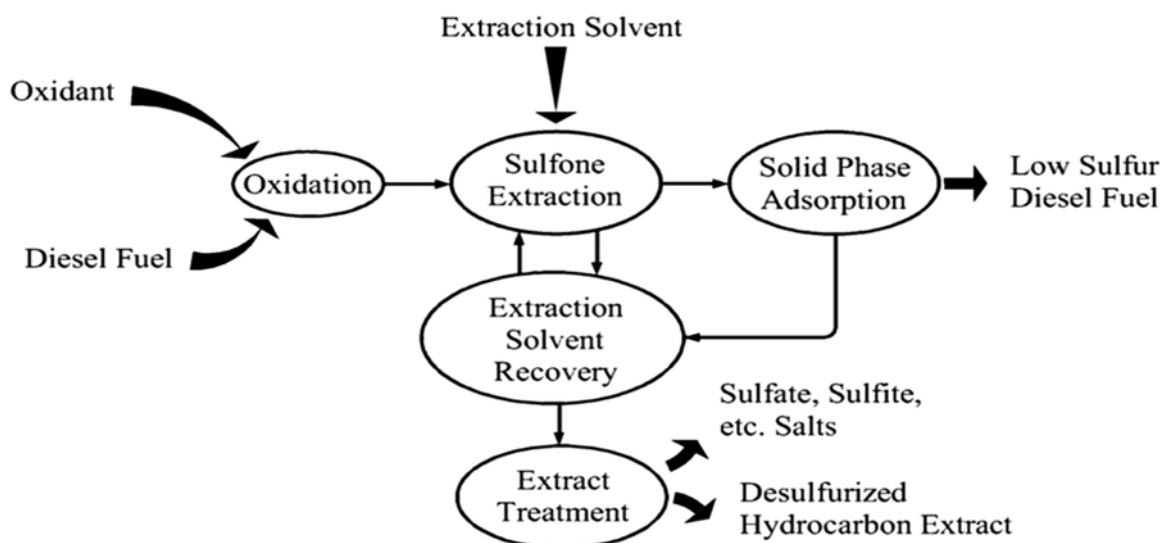 Extraction Solvent
Oxidant
Oxidation
Diesel Fuel
Sulfone
Extraction
Solid Phase
Adsorption
Low Sulfur
Diesel Fuel
Extraction
Solvent
Recovery
Sulfate, Sulfite,
etc. Salts
Extract
Treatment
Desulfurized
Hydrocarbon Extract